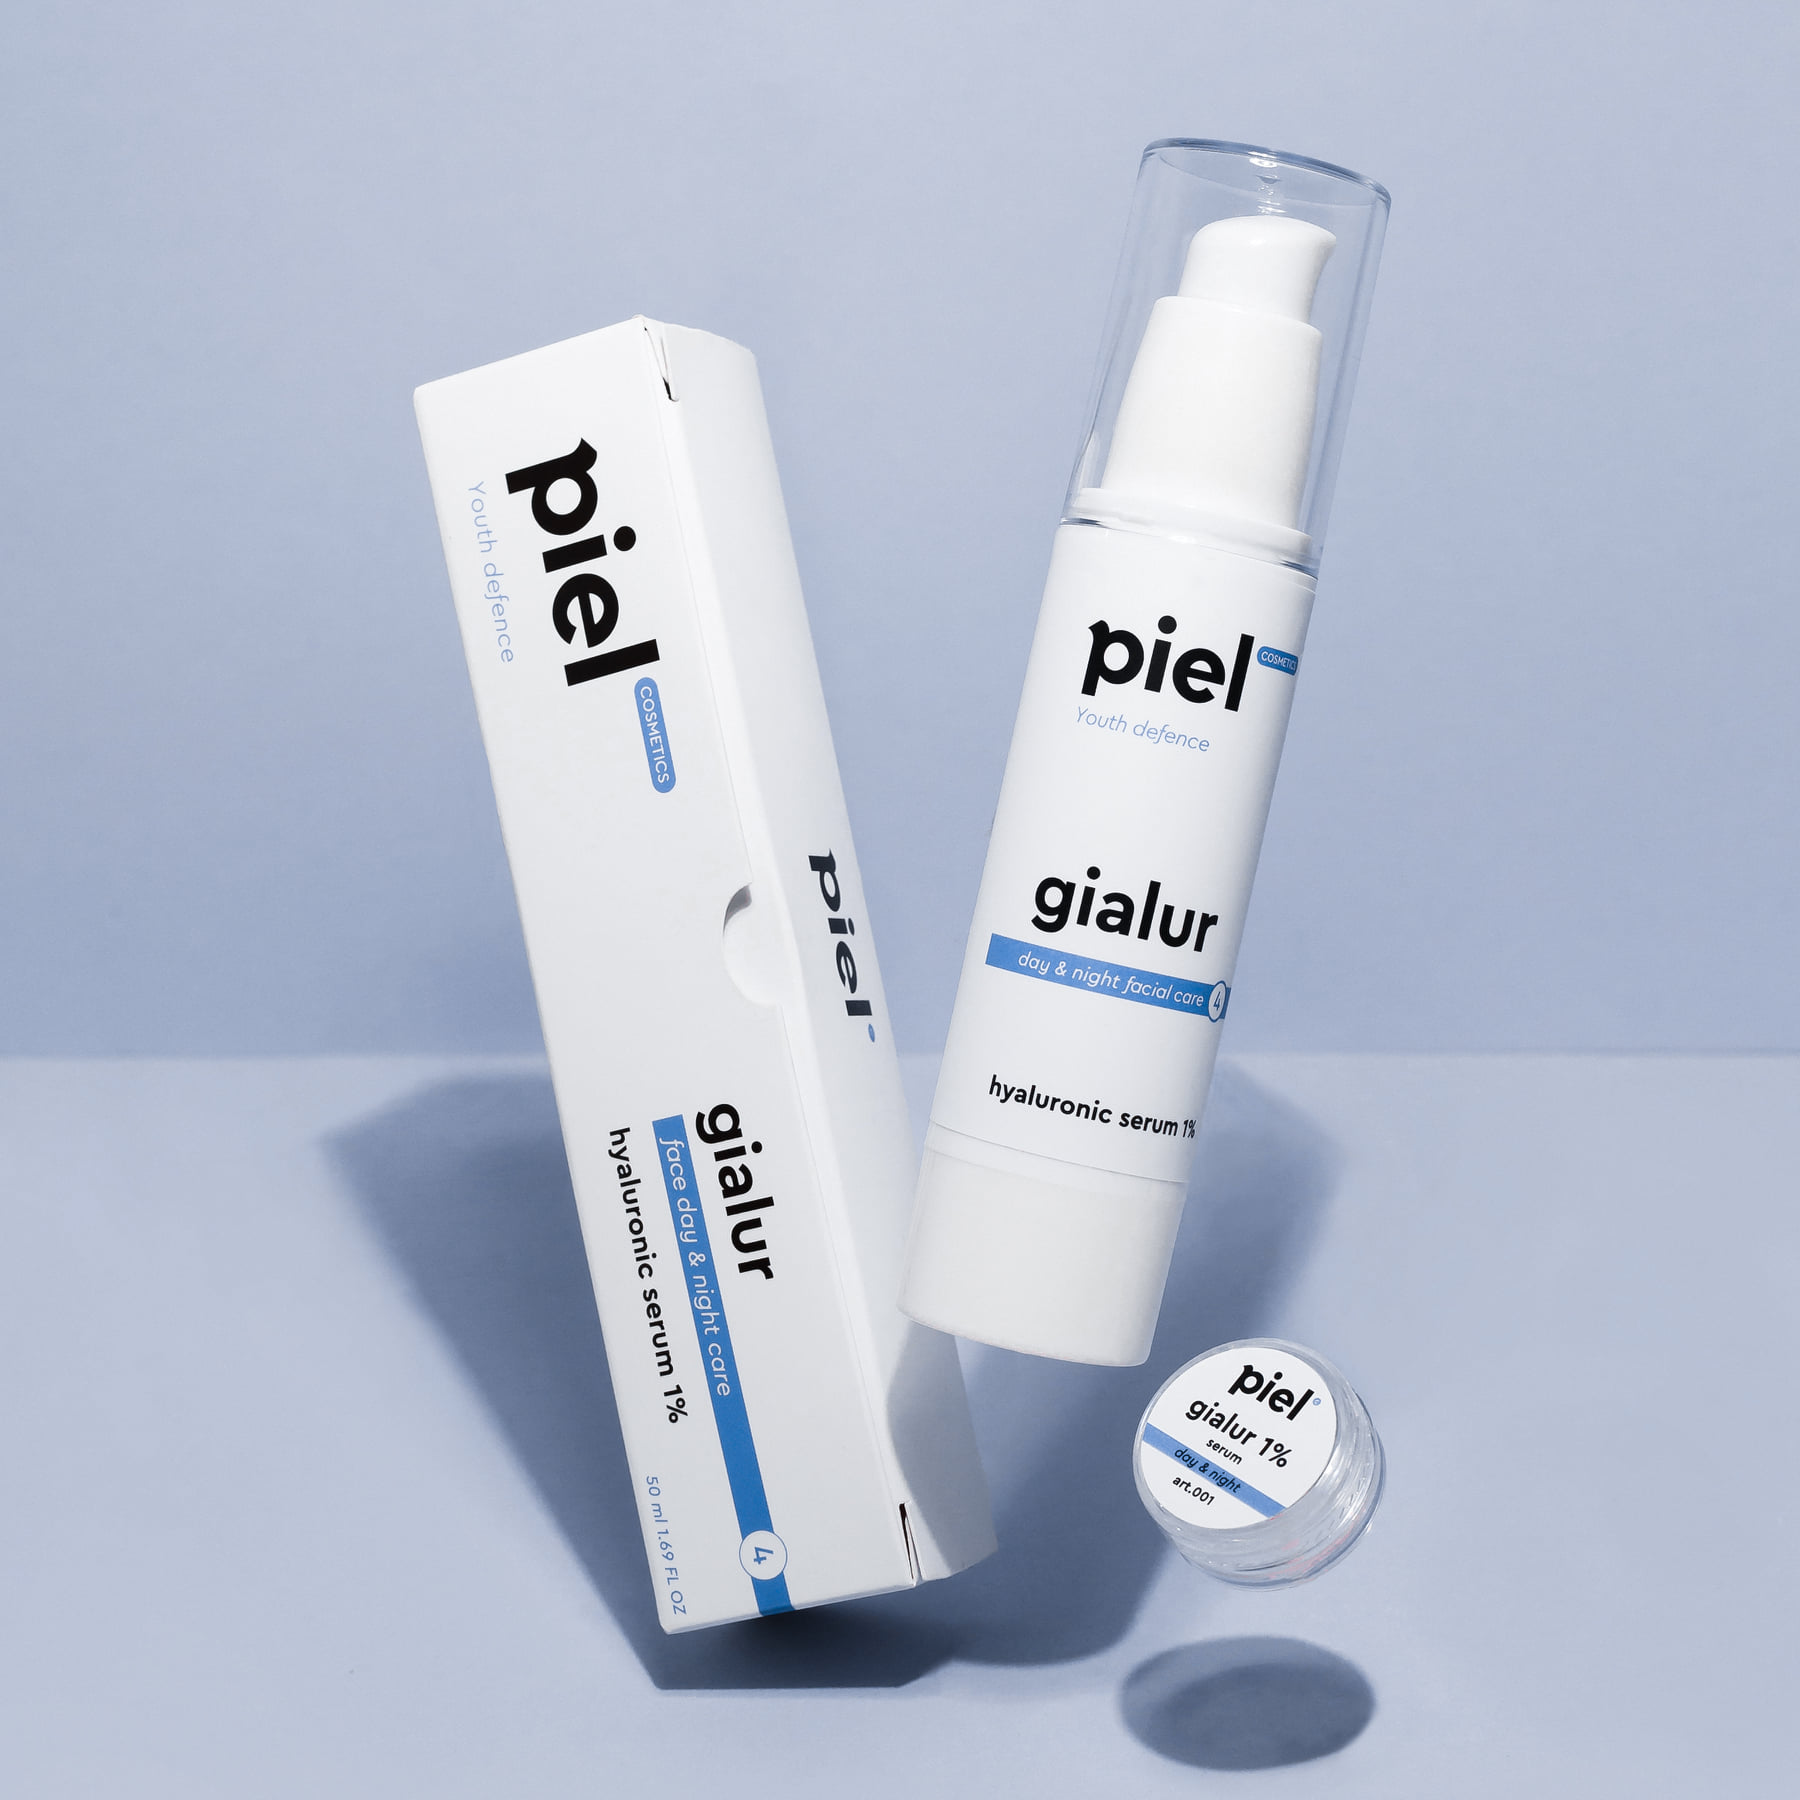 piel
COSMETICS
Youth defence
gialur
face day & night care
4
hyaluronic serum 1%
50 ml 1.69 FL OZ
piel
piel
COSMETICS
Youth defence
gialur
day & night facial care
4
hyaluronic serum 1%
piel
gialur 1%
serum
day & night
art.001